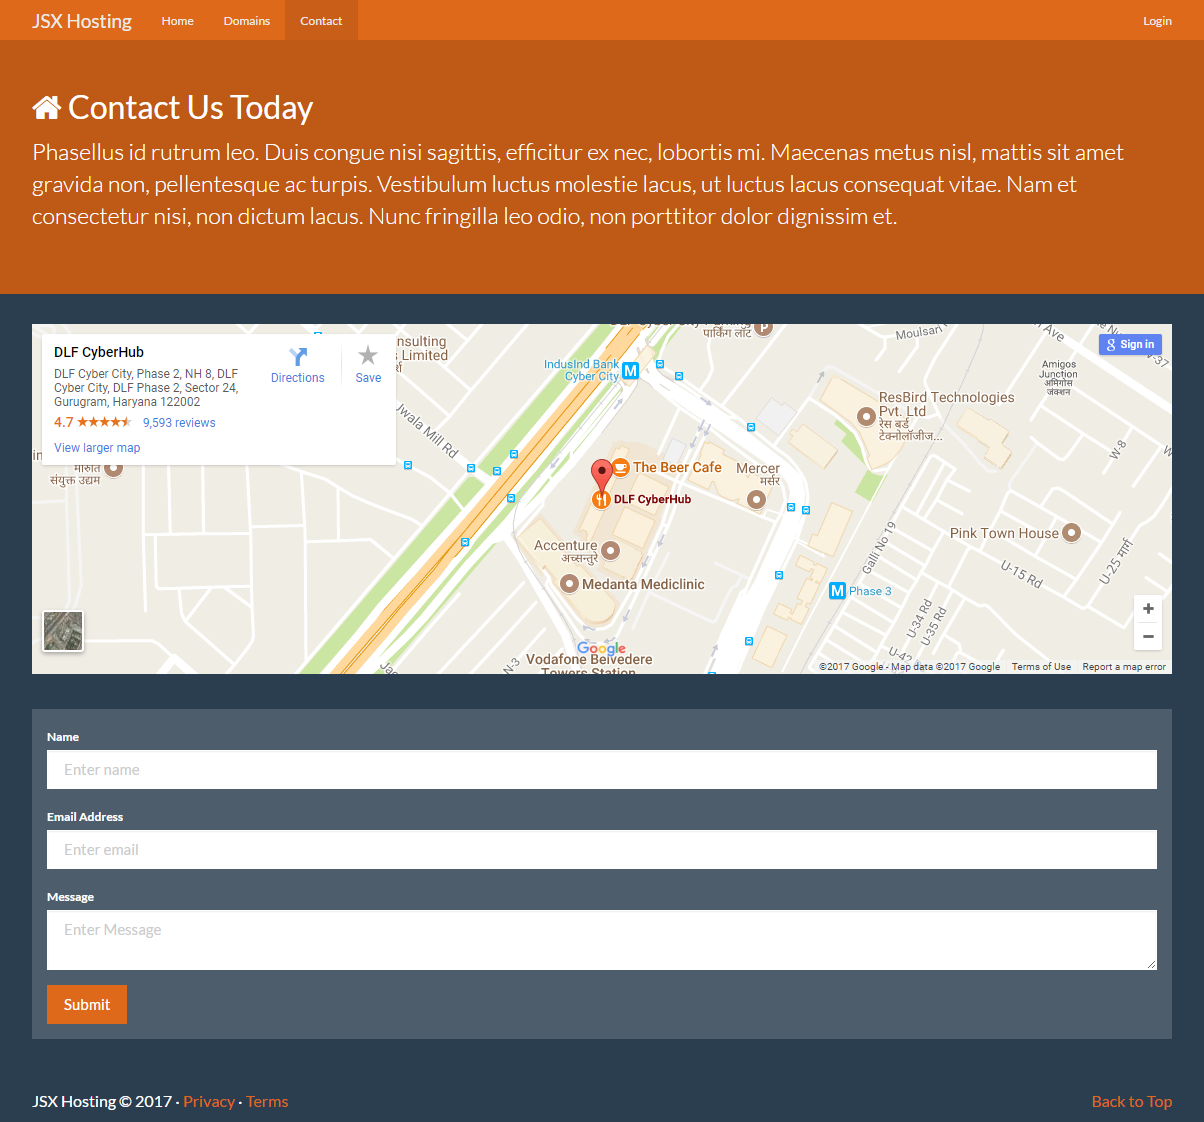 JSX Hosting
Home
Domains
Contact
Login
Contact Us Today
Phasellus id rutrum leo. Duis congue nisi sagittis, efficitur ex nec, lobortis mi. Maecenas metus nisl, mattis sit amet
gravida non, pellentesque ac turpis. Vestibulum luctus molestie lacus, ut luctus lacus consequat vitae. Nam et
consectetur nisi, non dictum lacus. Nunc fringilla leo odio, non porttitor dolor dignissim et.
DLF CyberHub
DLF Cyber City, Phase 2, NH 8, DLF
Cyber City, DLF Phase 2, Sector 24,
Gurugram, Haryana 122002
4.7
9,593 reviews
View larger map
Directions
Save
Limited
पार्किंग लॉट
Moulsari
Ave
Sign in
V-37
IndusInd Bank
Cyber City
Amigos
Junction
अमिगोस
जंक्शन
ResBird Technologies
Pvt. Ltd
रेस बर्ड
टेक्नोलॉजीज...
Jwala Mill Rd
W-8
मारुति
संयुक्त उद्यम
The Beer Cafe
Mercer
मर्सर
DLF CyberHub
Galli No 19
Pink Town House
Accenture
अच्सन्तुरे
U-15 Rd
U-25 मार्ग
Medanta Mediclinic
Phase 3
U-34 Rd
U-35 Rd
U-42
N-3
Google
Vodafone Belvedere
Towers Station
©2017 Google - Map data ©2017 Google
Terms of Use
Report a map error
Name
Enter name
Email Address
Enter email
Message
Enter Message
Submit
JSX Hosting © 2017 · Privacy · Terms
Back to Top